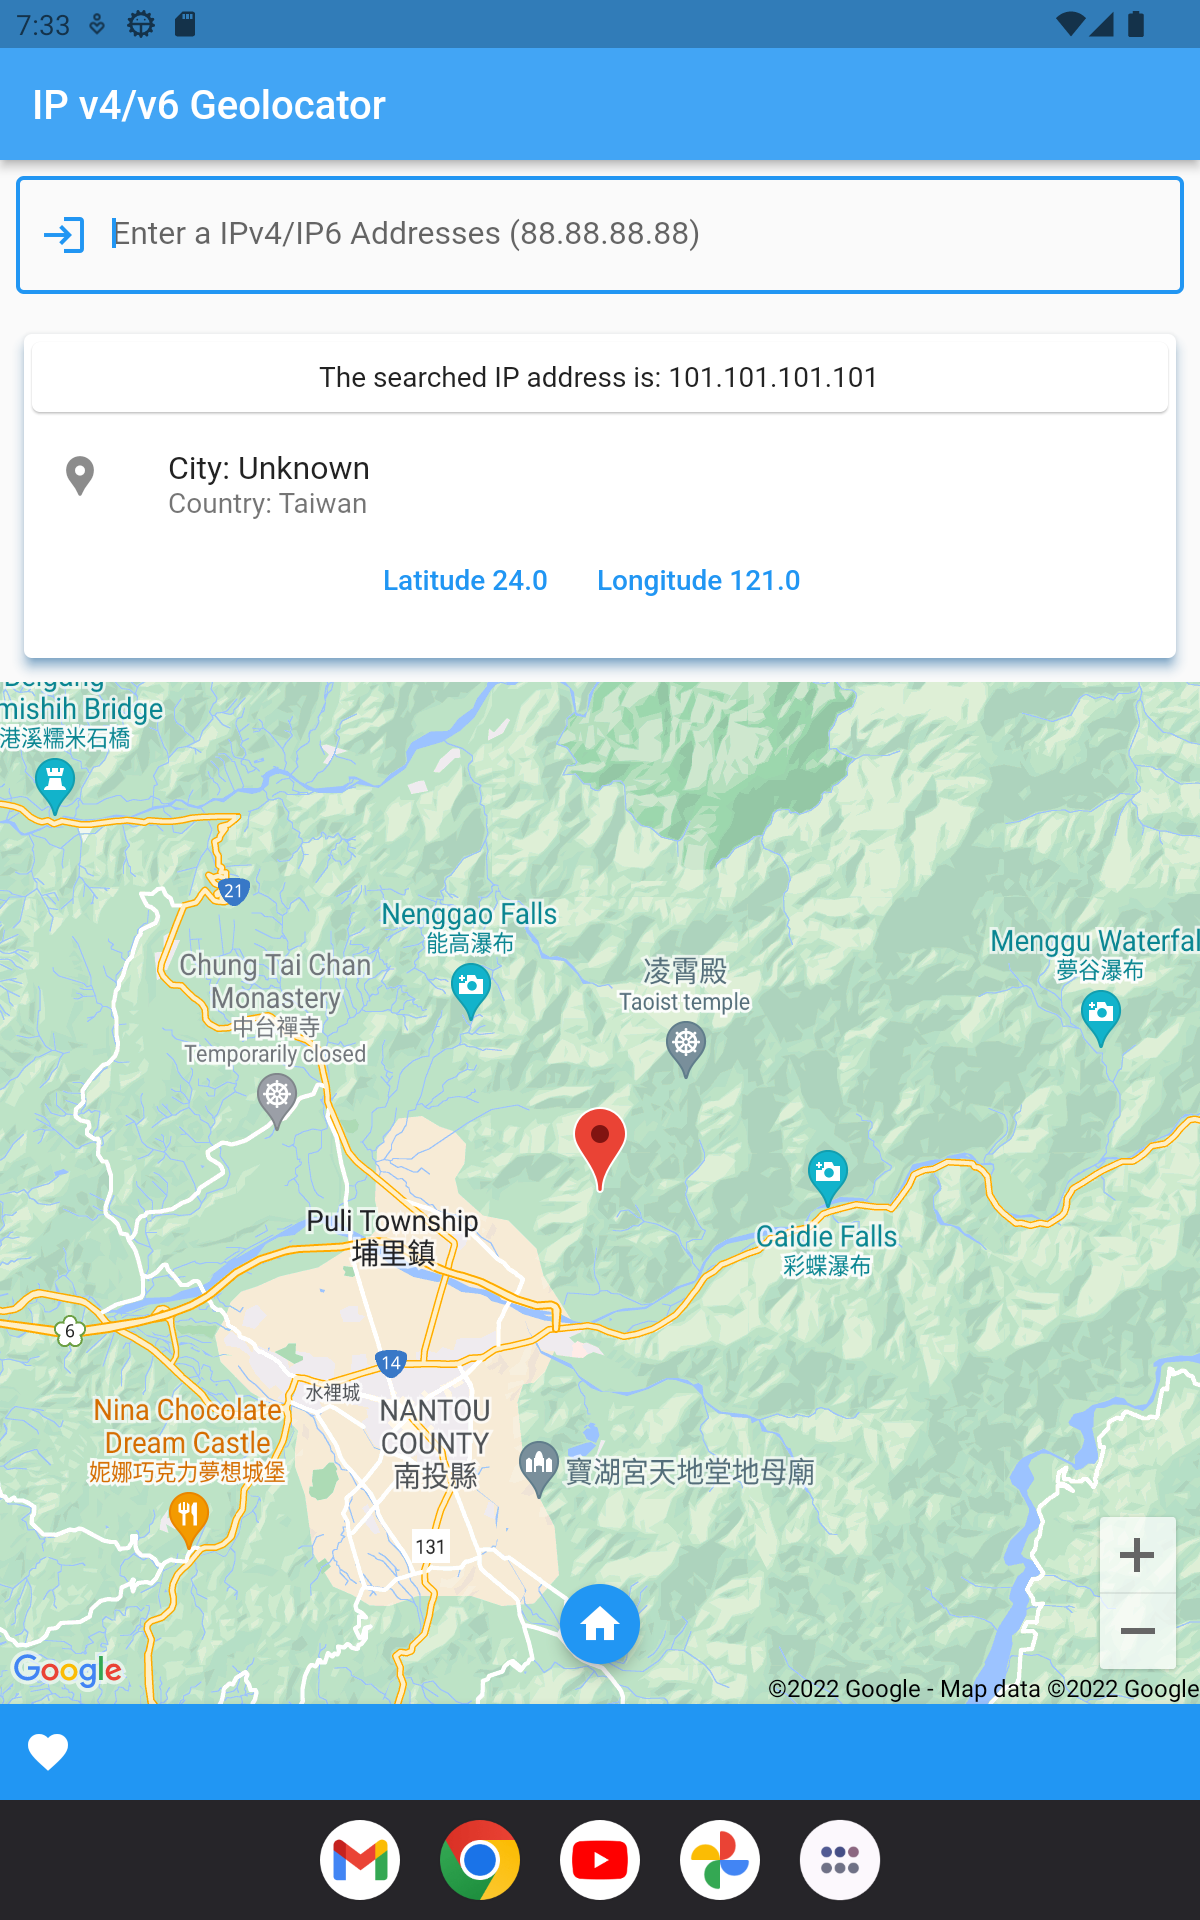 7:33
IP v4/v6 Geolocator
Enter a IPv4/IP6 Addresses (88.88.88.88)
The searched IP address is: 101.101.101.101
City: Unknown
Country: Taiwan
Latitude 24.0 Longitude 121.0
mishih Bridge
港溪糯米石橋
21
Nenggao Falls
能高瀑布
Menggu Waterfal
夢谷瀑布
Chung Tai Chan
Monastery
中台禪寺
Temporarily closed
凌霄殿
Taoist temple
Puli Township
埔里鎮
Caidie Falls
彩蝶瀑布
6
14
水裡城
Nina Chocolate
Dream Castle
妮娜巧克力夢想城堡
NANTOU
COUNTY
南投縣
寶湖宮天地堂地母廟
131
Google
©2022 Google - Map data ©2022 Google